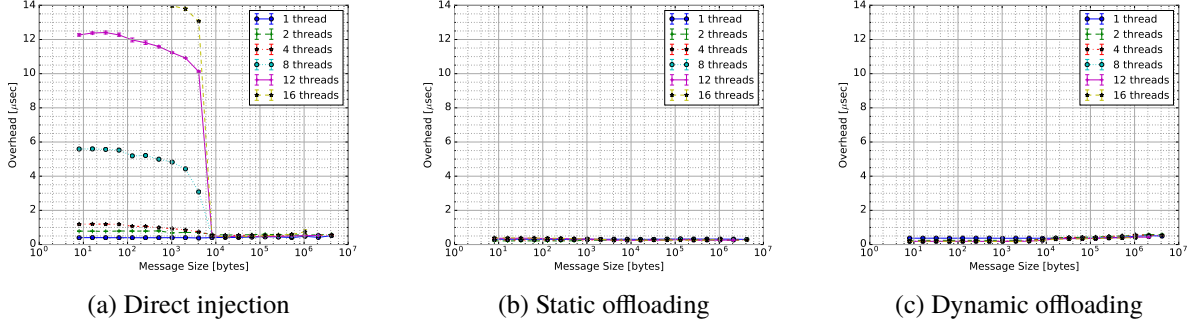 Overhead [μsec]
14
12
10
8
6
4
2
0
10^0 10^1 10^2 10^3 10^4 10^5 10^6 10^7
Message Size [bytes]
1 thread
2 threads
4 threads
8 threads
12 threads
16 threads
(a) Direct injection
Overhead [μsec]
14
12
10
8
6
4
2
0
10^0 10^1 10^2 10^3 10^4 10^5 10^6 10^7
Message Size [bytes]
1 thread
2 threads
4 threads
8 threads
12 threads
16 threads
(b) Static offloading
Overhead [μsec]
14
12
10
8
6
4
2
0
10^0 10^1 10^2 10^3 10^4 10^5 10^6 10^7
Message Size [bytes]
1 thread
2 threads
4 threads
8 threads
12 threads
16 threads
(c) Dynamic offloading